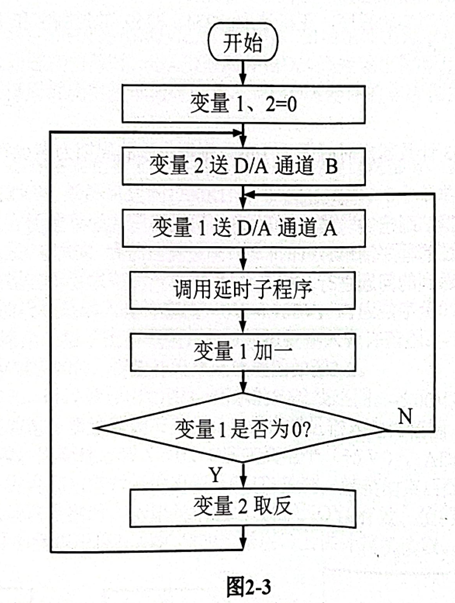 开始
变量 1、2=0
变量 2 送 D/A 通道 B
变量 1 送 D/A 通道 A
调用延时子程序
变量 1 加一
变量 1 是否为 0?
N
Y
变量 2 取反
图2-3